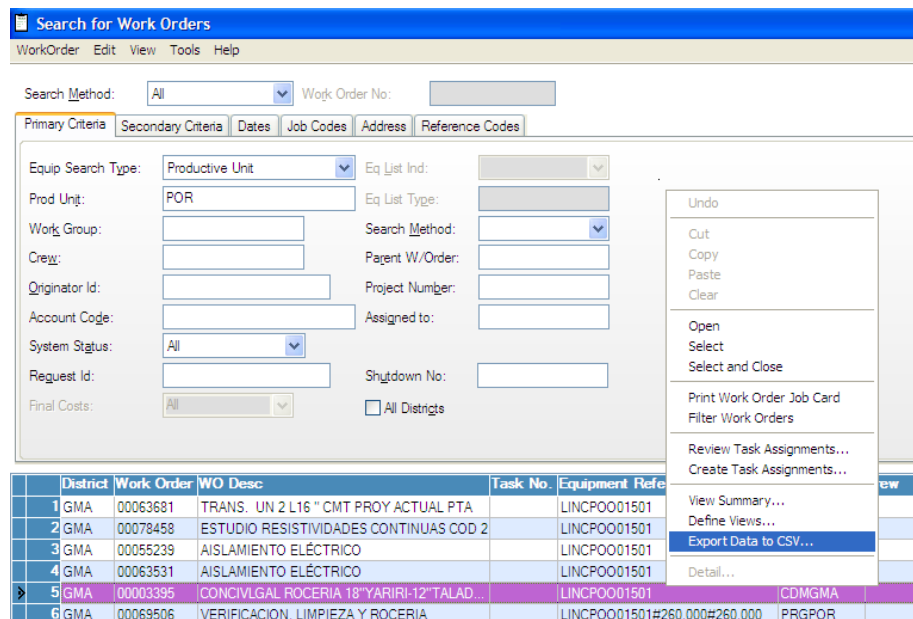 Search for Work Orders
WorkOrder Edit View Tools Help
Search Method: All Work Order No:
Primary Criteria Secondary Criteria Dates Job Codes Address Reference Codes
Equip Search Type: Productive Unit Eq List Ind:
Prod Unit: POR Eq List Type:
Work Group: Search Method:
Crew: Parent W/Order:
Originator Id: Project Number:
Account Code: Assigned to:
System Status: All
Request Id: Shutdown No:
Final Costs: All All Districts
Undo
Cut
Copy
Paste
Clear
Open
Select
Select and Close
Print Work Order Job Card
Filter Work Orders
Review Task Assignments...
Create Task Assignments...
View Summary...
Define Views...
Export Data to CSV...
Detail...
District Work Order WO Desc Task No. Equipment Refe
1 GMA 00063681 TRANS. UN 2 L16 " CMT PROY ACTUAL PTA LINCPOO01501
2 GMA 00078458 ESTUDIO RESISTIVIDADES CONTINUAS COD 2 LINCPOO01501
3 GMA 00055239 AISLAMIENTO ELÉCTRICO LINCPOO01501
4 GMA 00063531 AISLAMIENTO ELÉCTRICO LINCPOO01501
5 GMA 00003395 CONCIVLGAL ROCERIA 18"YARIRI-12"TALAD... LINCPOO01501 CDMGMA
6 GMA 00069506 VERIFICACION, LIMPIEZA Y ROCERIA LINCPOO01501#260.000#260.000 PRGPOR